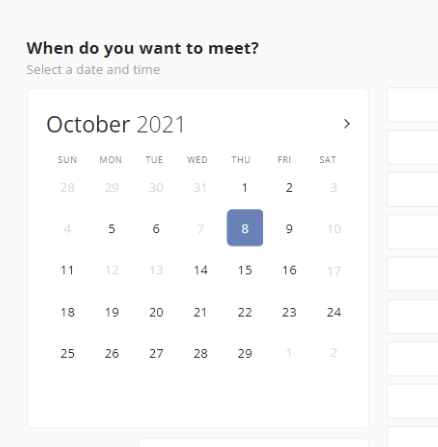 When do you want to meet?
Select a date and time
October 2021 >
SUN MON TUE WED THU FRI SAT
28 29 30 31 1 2 3
4 5 6 7 8 9 10
11 12 13 14 15 16 17
18 19 20 21 22 23 24
25 26 27 28 29 1 2